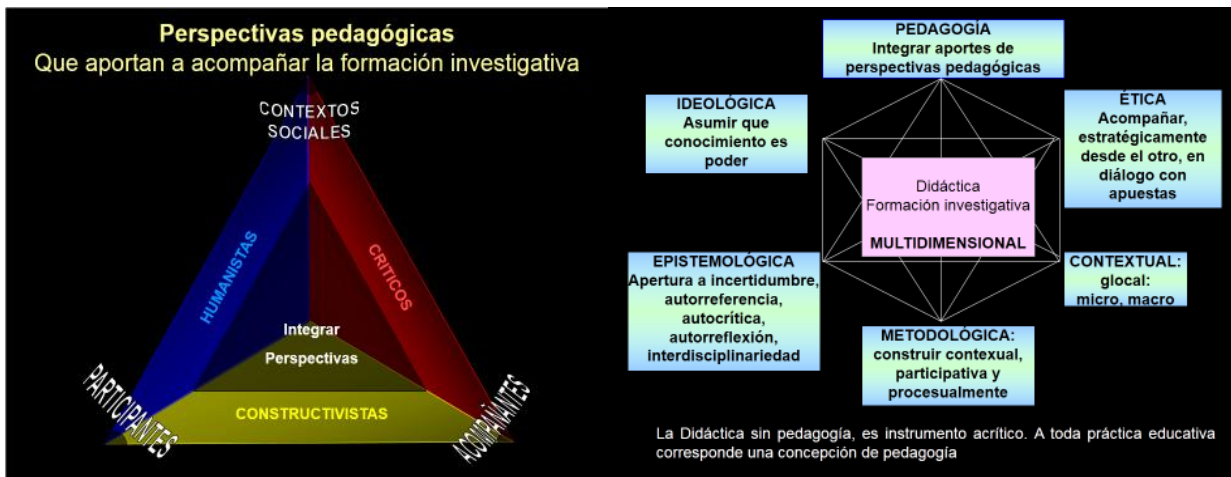 Perspectivas pedagógicas
Que aportan a acompañar la formación investigativa
CONTEXTOS
SOCIALES
HUMANISTAS
CRITICOS
Integrar
Perspectivas
CONSTRUCTIVISTAS
PARTICIPANTES
ACOMPAÑANTES
PEDAGOGÍA
Integrar aportes de
perspectivas pedagógicas
IDEOLÓGICA
Asumir que
conocimiento es
poder
ÉTICA
Acompañar,
estratégicamente
desde el otro, en
diálogo con
apuestas
Didáctica
Formación investigativa
MULTIDIMENSIONAL
EPISTEMOLÓGICA
Apertura a incertidumbre,
autorreferencia,
autocrítica,
autorreflexión,
interdisciplinariedad
CONTEXTUAL:
glocal:
micro, macro
METODOLÓGICA:
construir contexual,
participativa y
procesualmente
La Didáctica sin pedagogía, es instrumento acrítico. A toda práctica educativa
corresponde una concepción de pedagogía